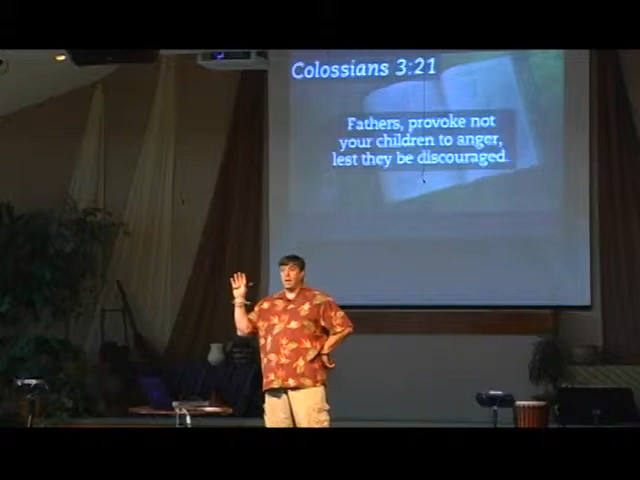 Colossians 3:21
Fathers, provoke not
your children to anger,
lest they be discouraged.